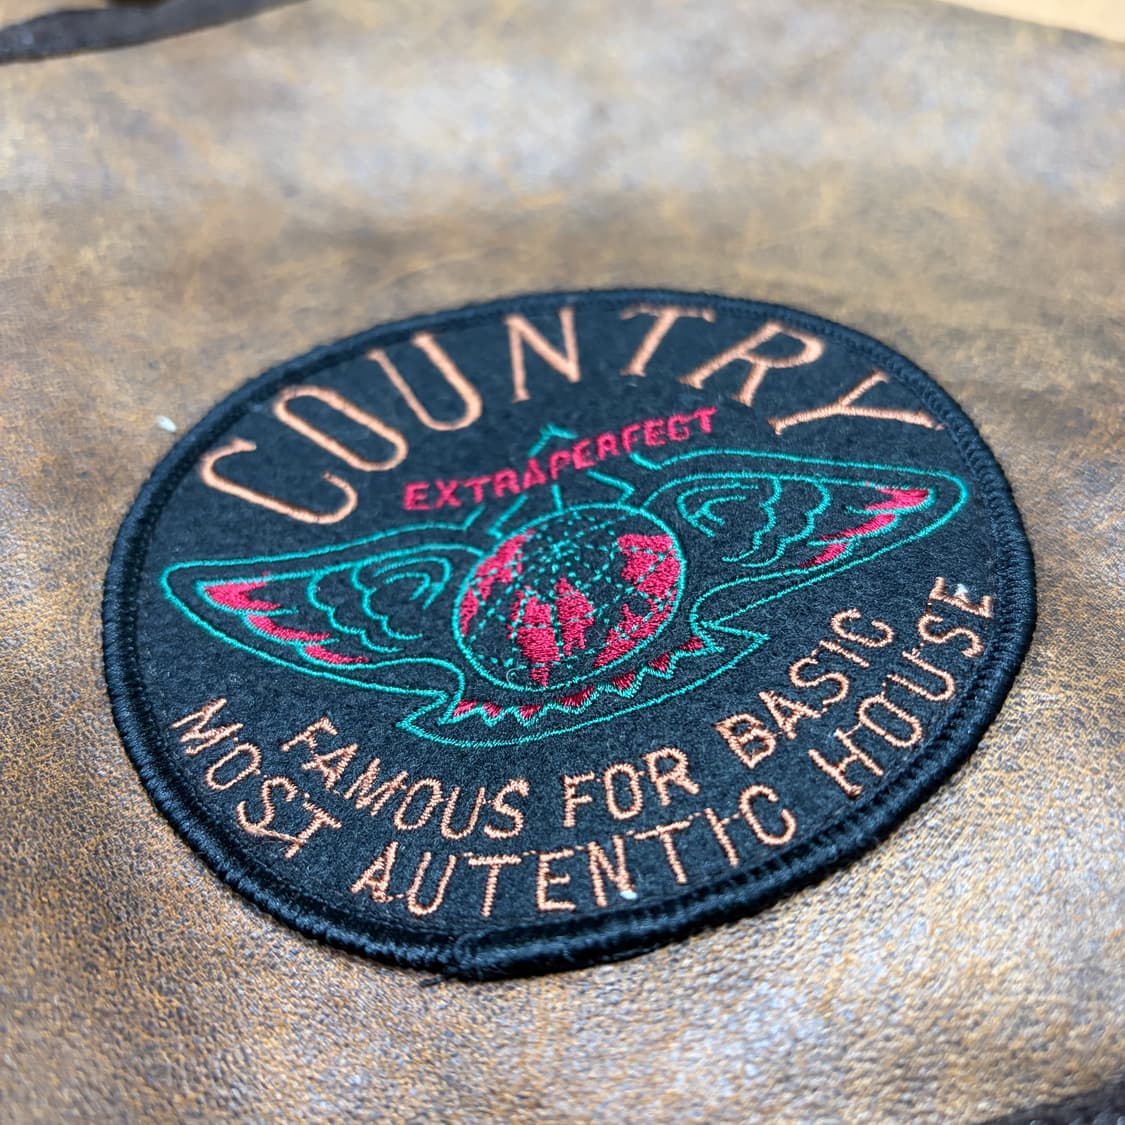 COUNTRY
EXTRAPERFECT
FAMOUS FOR BASIC
MOST AUTENTIC HOUSE